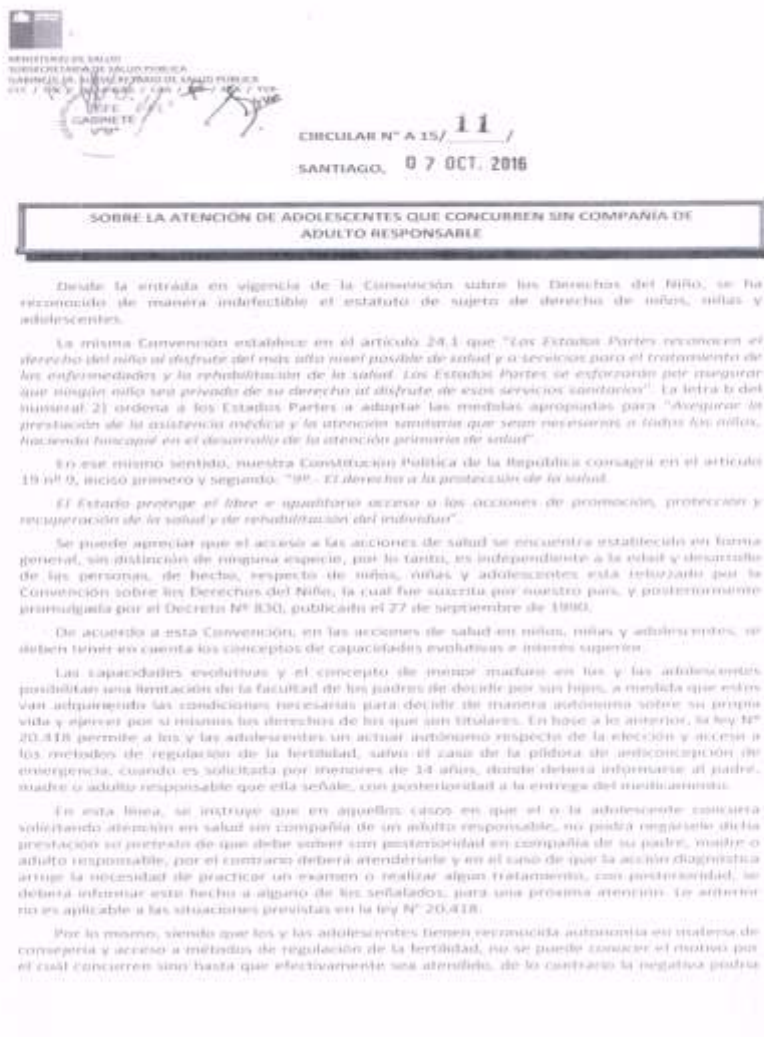 MINISTERIO DE SALUD
SUBSECRETARÍA DE SALUD PÚBLICA
GABINETE DE SUBSECRETARIO DE SALUD PÚBLICA
JEFE
GABINETE
CIRCULAR N° A 15/ 11 /
SANTIAGO, 07 OCT. 2016
SOBRE LA ATENCIÓN DE ADOLESCENTES QUE CONCURREN SIN COMPAÑÍA DE
ADULTO RESPONSABLE
Desde la entrada en vigencia de la Convención sobre los Derechos del Niño, se ha
reconocido de manera indefectible el estatuto de sujeto de derecho de niños, niñas y
adolescentes.
La misma Convención establece en el artículo 24.1 que "Los Estados Partes reconocen el
derecho del niño al disfrute del más alto nivel posible de salud y a servicios para el tratamiento de
las enfermedades y la rehabilitación de la salud. Los Estados Partes se esforzarán por asegurar
que ningún niño sea privado de su derecho al disfrute de esos servicios sanitarios". La letra b del
numeral 2) ordena a los Estados Partes a adoptar las medidas apropiadas para "Asegurar la
prestación de la asistencia médica y la atención sanitaria que sean necesarias a todos los niños,
haciendo hincapié en el desarrollo de la atención primaria de salud"
En ese mismo sentido, nuestra Constitución Política de la República consagra en el artículo
19 nº 9, inciso primero y segundo: "9º.- El derecho a la protección de la salud.
El Estado protege el libre e igualitario acceso a las acciones de promoción, protección y
recuperación de la salud y de rehabilitación del individuo".
Se puede apreciar que el acceso a las acciones de salud se encuentra establecido en forma
general, sin distinción de ninguna especie, por lo tanto, es independiente a la edad y desarrollo
de las personas, de hecho, respecto de niños, niñas y adolescentes está reforzado por la
Convención sobre los Derechos del Niño, la cual fue suscrita por nuestro país, y posteriormente
promulgada por el Decreto Nº 830, publicado el 27 de septiembre de 1990.
De acuerdo a esta Convención, en las acciones de salud en niños, niñas y adolescentes, se
deben tener en cuenta los conceptos de capacidades evolutivas e interés superior.
Las capacidades evolutivas y el concepto de menor maduro en los y las adolescentes
posibilitan una limitación de la facultad de los padres de decidir por sus hijos, a medida que estos
van adquiriendo las condiciones necesarias para decidir de manera autónoma sobre su propia
vida y ejercer por sí mismos los derechos de los que son titulares. En base a lo anterior, la ley Nº
20.418 permite a los y las adolescentes un actuar autónomo respecto de la elección y acceso a
los métodos de regulación de la fertilidad, salvo el caso de la píldora de anticoncepción de
emergencia, cuando es solicitada por menores de 14 años, donde deberá informarse al padre,
madre o adulto responsable que ella señale, con posterioridad a la entrega del medicamento.
En esta línea, se instruye que en aquellos casos en que el o la adolescente concurra
solicitando atención en salud sin compañía de un adulto responsable, no podrá negársele dicha
prestación so pretexto de que debe volver con posterioridad en compañía de su padre, madre o
adulto responsable, por el contrario deberá atendérsele y en el caso de que la acción diagnóstica
arroje la necesidad de practicar un examen o realizar algún tratamiento, con posterioridad, se
deberá informar este hecho a alguno de los señalados, para una próxima atención. Lo anterior
no es aplicable a las situaciones previstas en la ley N° 20.418.
Por lo mismo, siendo que los y las adolescentes tienen reconocida autonomía en materia de
consejería y acceso a métodos de regulación de la fertilidad, no se puede conocer el motivo por
el cuál concurren sino hasta que efectivamente sea atendido, de lo contrario la negativa podría